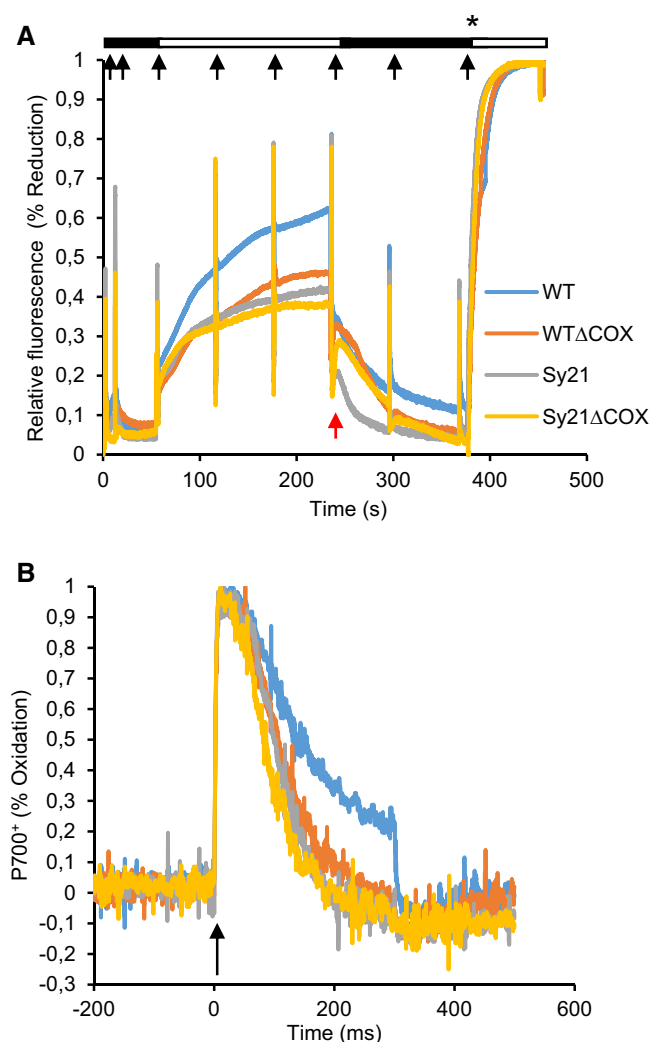 *
A
1
0,9
0,8
0,7
0,6
0,5
0,4
0,3
0,2
0,1
0
Relative fluorescence (% Reduction)
WT
WTΔCOX
Sy21
Sy21ΔCOX
0 100 200 300 400 500
Time (s)
B
1
0,9
0,8
0,7
0,6
0,5
0,4
0,3
0,2
0,1
0
-0,1
-0,2
-0,3
P700⁺ (% Oxidation)
-200 0 200 400 600
Time (ms)